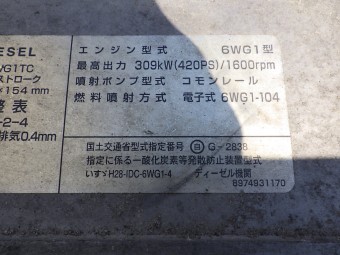 ESEL
VG1TC
ストローク
×154mm
整表
-2-4
排気0.4mm
エンジン型式 6WG1型
最高出力 309kW(420PS)/1600rpm
噴射ポンプ型式 コモンレール
燃料噴射方式 電子式 6WG1-104
国土交通省型式指定番号 G-2838
指定に係る一酸化炭素等発散防止装置型式
いすゞH28-IDC-6WG1-4 ディーゼル機関
8974931170